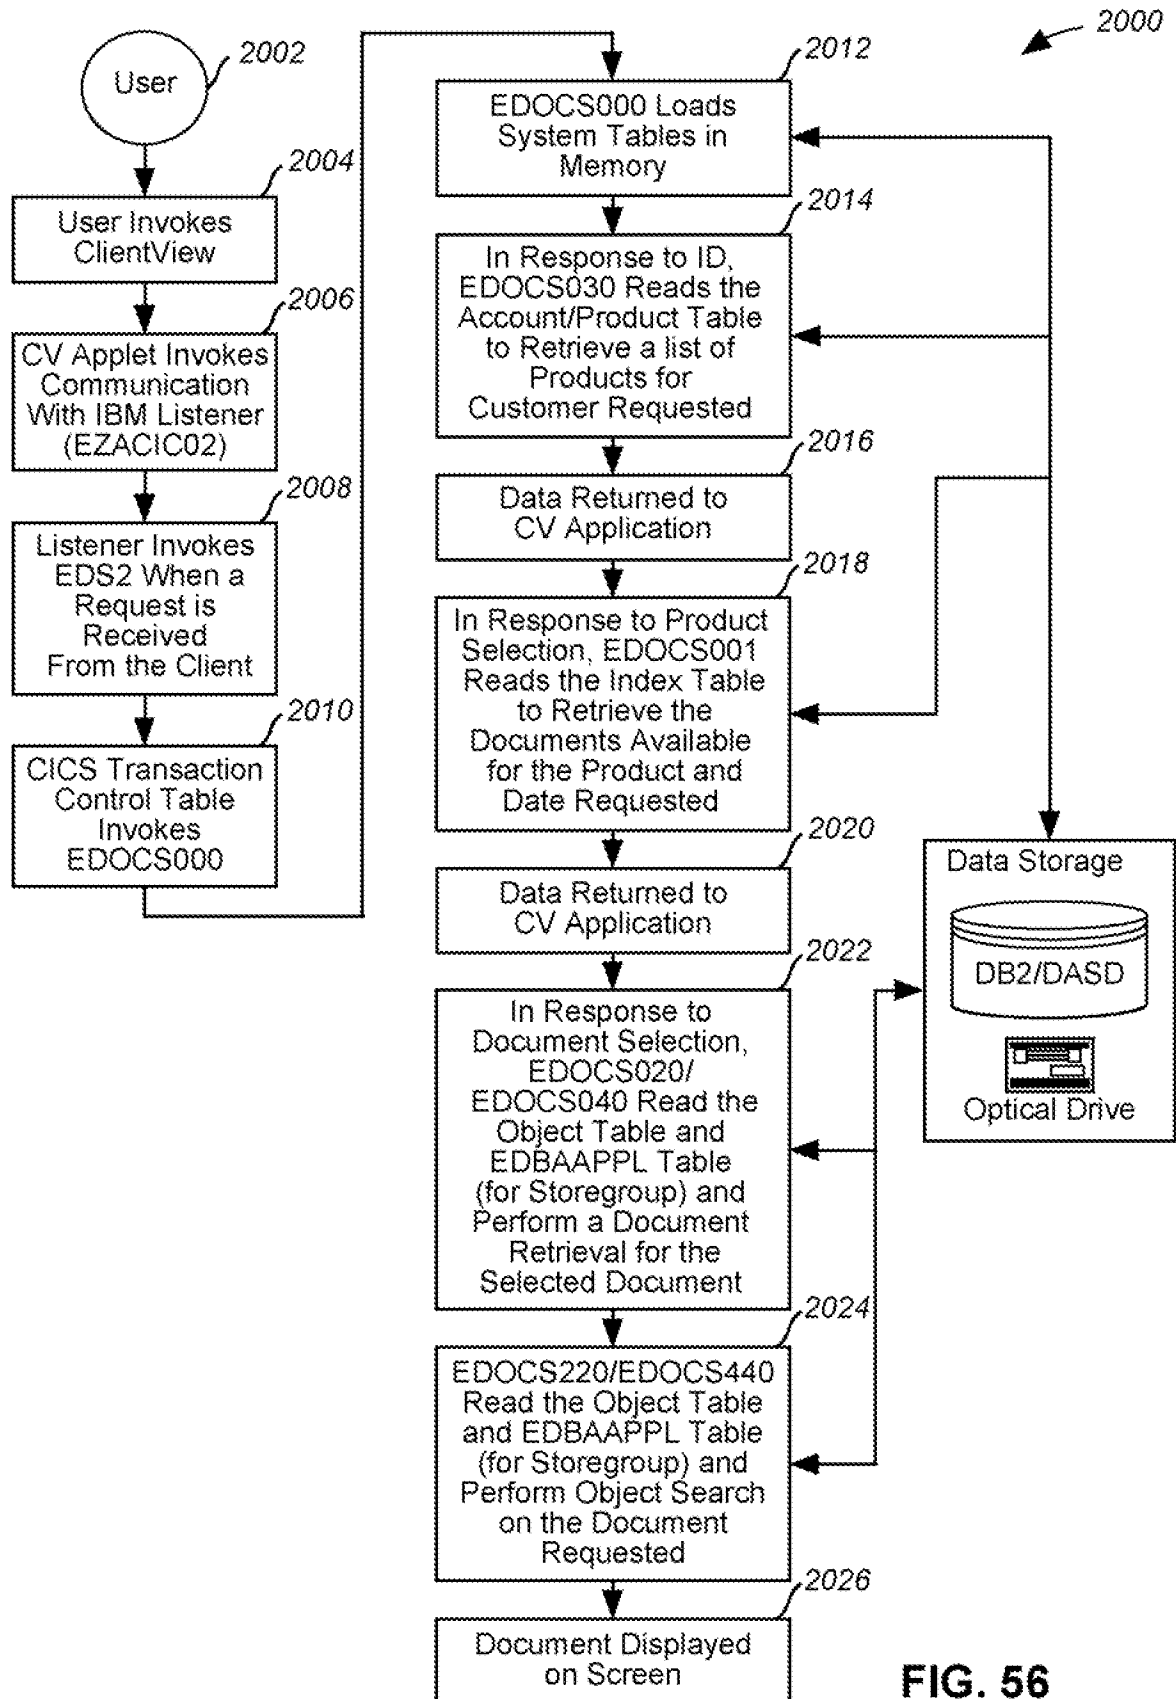 2000
2002
User
2004
User Invokes
ClientView
2006
CV Applet Invokes
Communication
With IBM Listener
(EZACIC02)
2008
Listener Invokes
EDS2 When a
Request is
Received
From the Client
2010
CICS Transaction
Control Table
Invokes
EDOCS000
2012
EDOCS000 Loads
System Tables in
Memory
2014
In Response to ID,
EDOCS030 Reads the
Account/Product Table
to Retrieve a list of
Products for
Customer Requested
2016
Data Returned to
CV Application
2018
In Response to Product
Selection, EDOCS001
Reads the Index Table
to Retrieve the
Documents Available
for the Product and
Date Requested
2020
Data Returned to
CV Application
2022
In Response to
Document Selection,
EDOCS020/
EDOCS040 Read the
Object Table and
EDBAAPPL Table
(for Storegroup) and
Perform a Document
Retrieval for the
Selected Document
2024
EDOCS220/EDOCS440
Read the Object Table
and EDBAAPPL Table
(for Storegroup) and
Perform Object Search
on the Document
Requested
2026
Document Displayed
on Screen
Data Storage
DB2/DASD
Optical Drive
FIG. 56